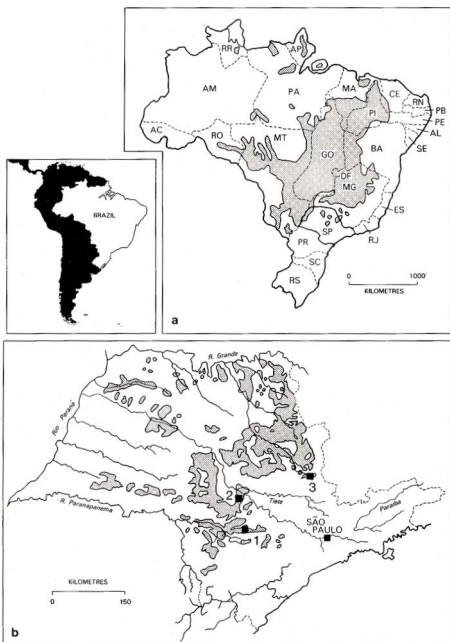 RR
AP
AM
PA
MA
CE
RN
PB
PE
AL
SE
PI
AC
RO
MT
BA
GO
DF
MG
ES
SP
RJ
PR
SC
RS
0 1000
KILOMETRES
a
BRAZIL
R. Grande
Rio Paraná
3
2
Tiete
Paraiba
R. Paranapanema
SÃO
PAULO
1
KILOMETRES
0 150
b